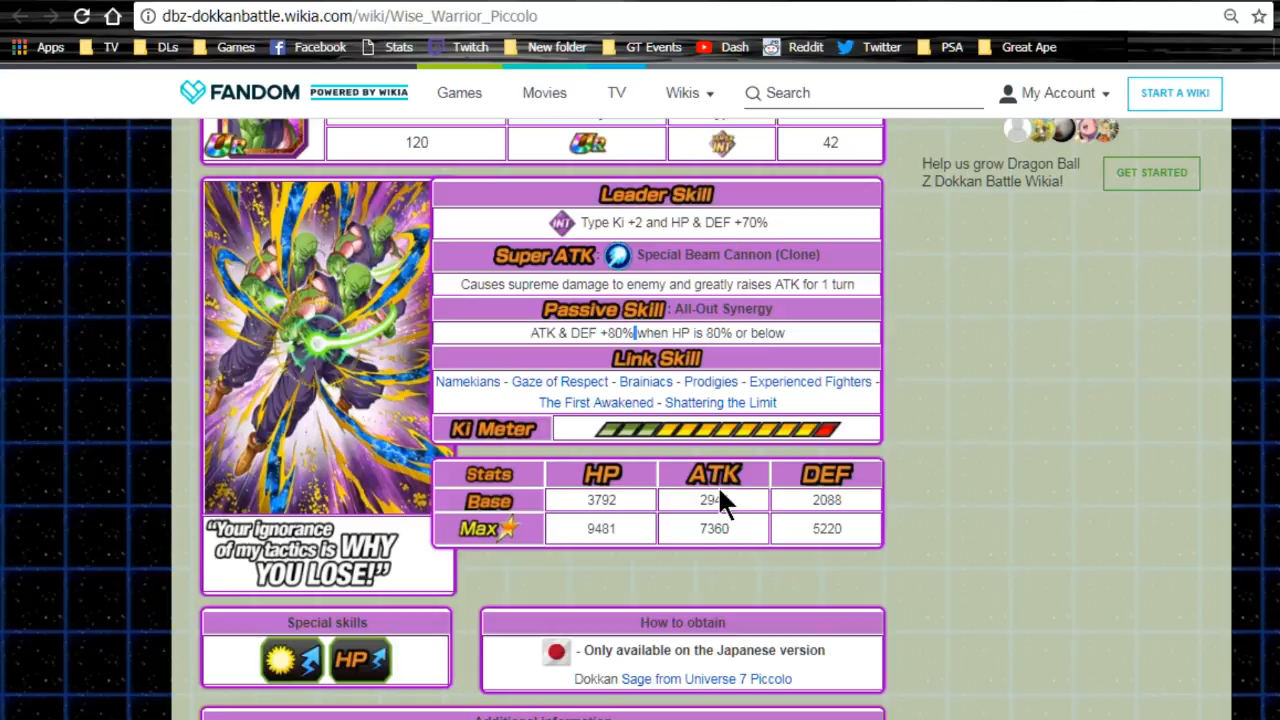 dbz-dokkanbattle.wikia.com/wiki/Wise_Warrior_Piccolo
Apps TV DLs Games Facebook Stats Twitch New folder GT Events Dash Reddit Twitter PSA Great Ape
FANDOM POWERED BY WIKIA Games Movies TV Wikis Search My Account START A WIKI
UR 120 UR INT 42
Help us grow Dragon Ball
Z Dokkan Battle Wikia!
GET STARTED
Leader Skill
INT Type Ki +2 and HP & DEF +70%
Super ATK: Special Beam Cannon (Clone)
Causes supreme damage to enemy and greatly raises ATK for 1 turn
Passive Skill: All-Out Synergy
ATK & DEF +80% when HP is 80% or below
Link Skill
Namekians - Gaze of Respect - Brainiacs - Prodigies - Experienced Fighters -
The First Awakened - Shattering the Limit
Ki Meter
Stats HP ATK DEF
Base 3792 2088
Max 9481 7360 5220
"Your ignorance
of my tactics is WHY
YOU LOSE!"
Special skills
HP
How to obtain
- Only available on the Japanese version
Dokkan Sage from Universe 7 Piccolo